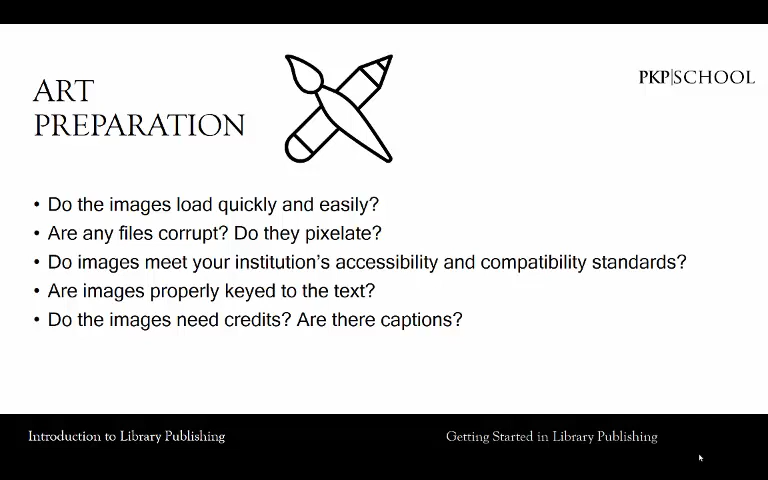 ART
PREPARATION
PKP|SCHOOL
• Do the images load quickly and easily?
• Are any files corrupt? Do they pixelate?
• Do images meet your institution’s accessibility and compatibility standards?
• Are images properly keyed to the text?
• Do the images need credits? Are there captions?
Introduction to Library Publishing
Getting Started in Library Publishing